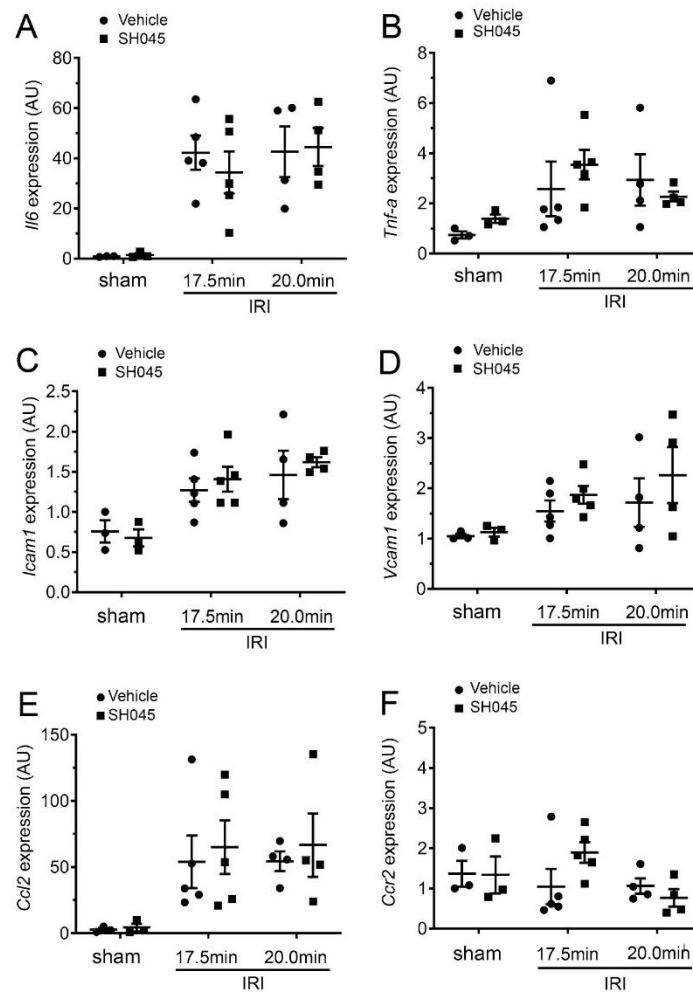 A
Vehicle
SH045
Il6 expression (AU)
80
60
40
20
0
sham
17.5min
20.0min
IRI
B
Vehicle
SH045
Tnf-a expression (AU)
8
6
4
2
0
sham
17.5min
20.0min
IRI
C
Vehicle
SH045
Icam1 expression (AU)
2.5
2.0
1.5
1.0
0.5
0.0
sham
17.5min
20.0min
IRI
D
Vehicle
SH045
Vcam1 expression (AU)
4
3
2
1
0
sham
17.5min
20.0min
IRI
E
Vehicle
SH045
Ccl2 expression (AU)
150
100
50
0
sham
17.5min
20.0min
IRI
F
Vehicle
SH045
Ccr2 expression (AU)
5
4
3
2
1
0
sham
17.5min
20.0min
IRI